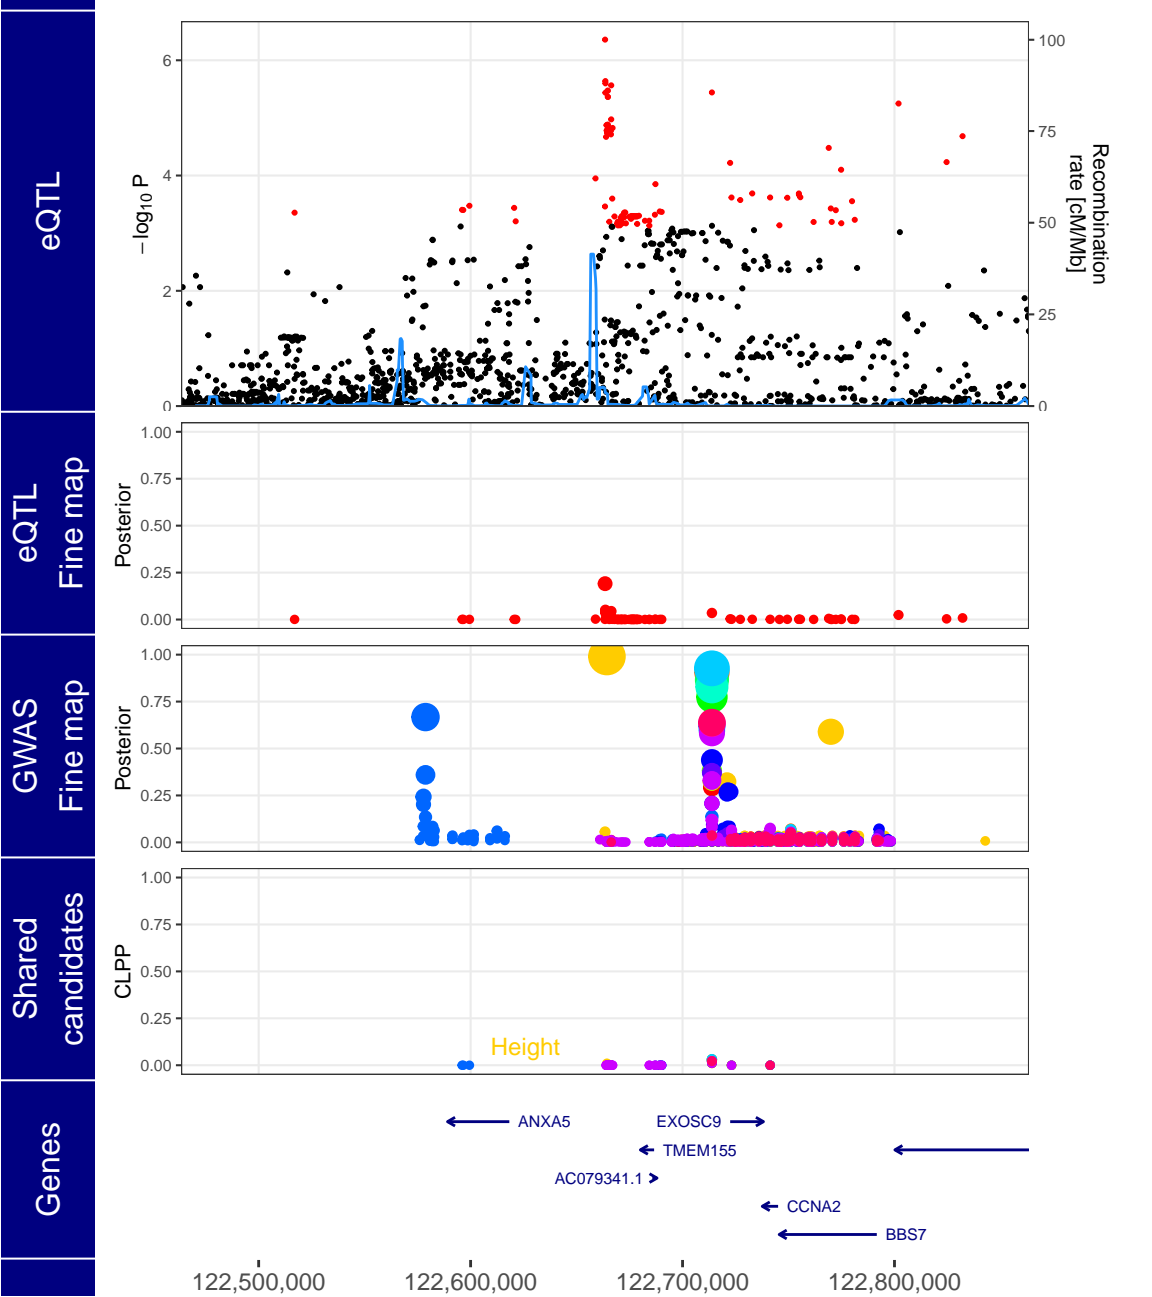 eQTL
−log10 P
6
4
2
0
100
75
50
25
0
Recombination
rate [cM/Mb]
eQTL
Fine map
Posterior
1.00
0.75
0.50
0.25
0.00
GWAS
Fine map
Posterior
1.00
0.75
0.50
0.25
0.00
Shared
candidates
CLPP
1.00
0.75
0.50
0.25
0.00
Height
Genes
ANXA5
EXOSC9
TMEM155
AC079341.1
CCNA2
BBS7
122,500,000
122,600,000
122,700,000
122,800,000